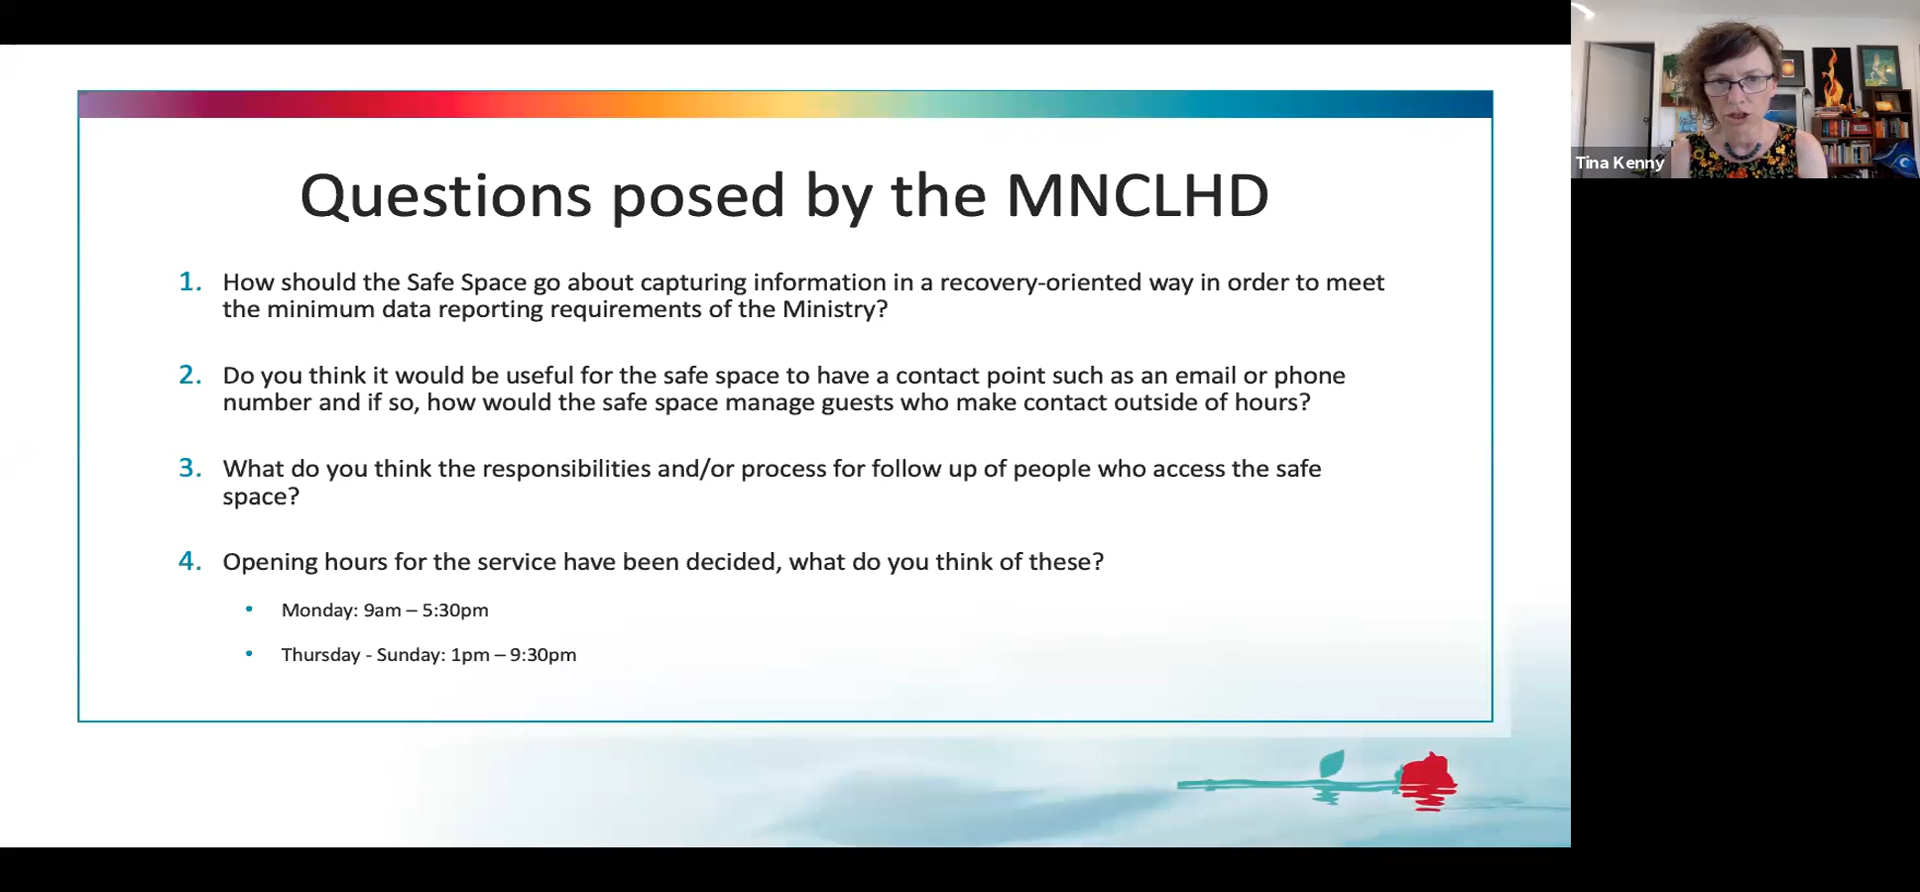 Questions posed by the MNCLHD
1. How should the Safe Space go about capturing information in a recovery-oriented way in order to meet
the minimum data reporting requirements of the Ministry?
2. Do you think it would be useful for the safe space to have a contact point such as an email or phone
number and if so, how would the safe space manage guests who make contact outside of hours?
3. What do you think the responsibilities and/or process for follow up of people who access the safe
space?
4. Opening hours for the service have been decided, what do you think of these?
• Monday: 9am – 5:30pm
• Thursday - Sunday: 1pm – 9:30pm
Tina Kenny